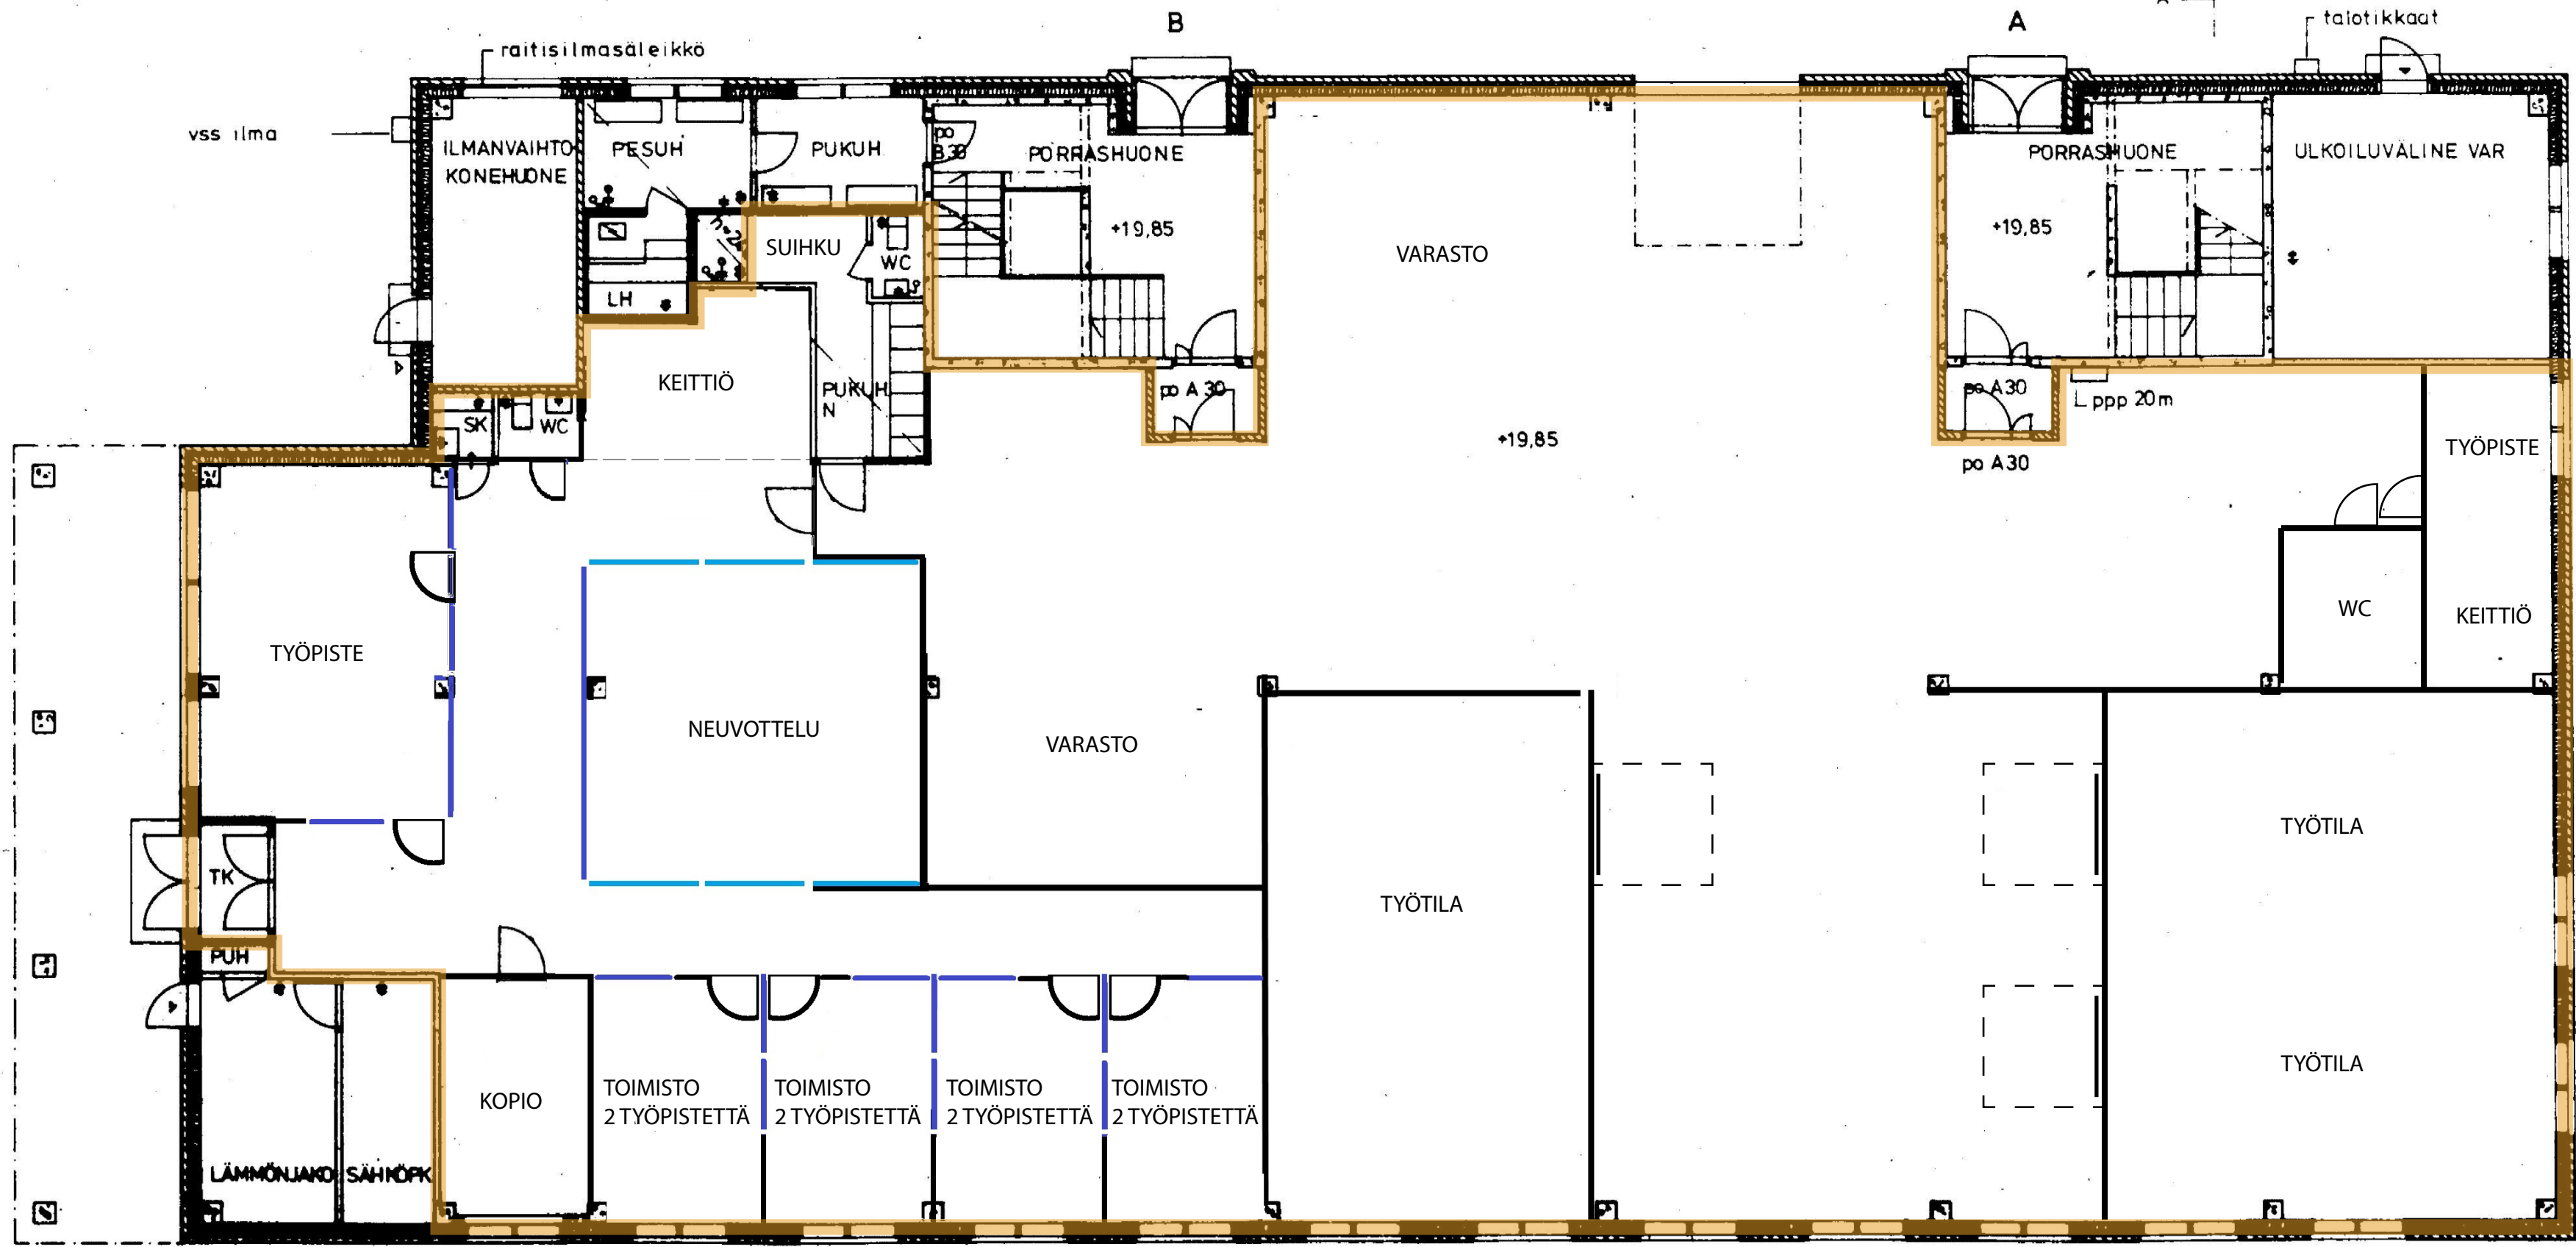 B
A
talotikkaat
raitisilmasäleikkö
vss ilma
ILMANVAIHTO
KONEHUONE
PESUH
PUKUH
po
B 30
PORRASHUONE
PORRASHUONE
ULKOILUVÄLINE VAR
+19,85
+19,85
SUIHKU
WC
VARASTO
LH
KEITTIÖ
PUKUH
N
po A 30
po A30
ppp 20m
SK
WC
+19,85
po A30
TYÖPISTE
WC
KEITTIÖ
TYÖPISTE
NEUVOTTELU
VARASTO
TYÖTILA
TK
TYÖTILA
PUH
KOPIO
TOIMISTO
2 TYÖPISTETTÄ
TOIMISTO
2 TYÖPISTETTÄ
TOIMISTO
2 TYÖPISTETTÄ
TOIMISTO
2 TYÖPISTETTÄ
TYÖTILA
LÄMMÖNJAKO
SÄHKÖPK